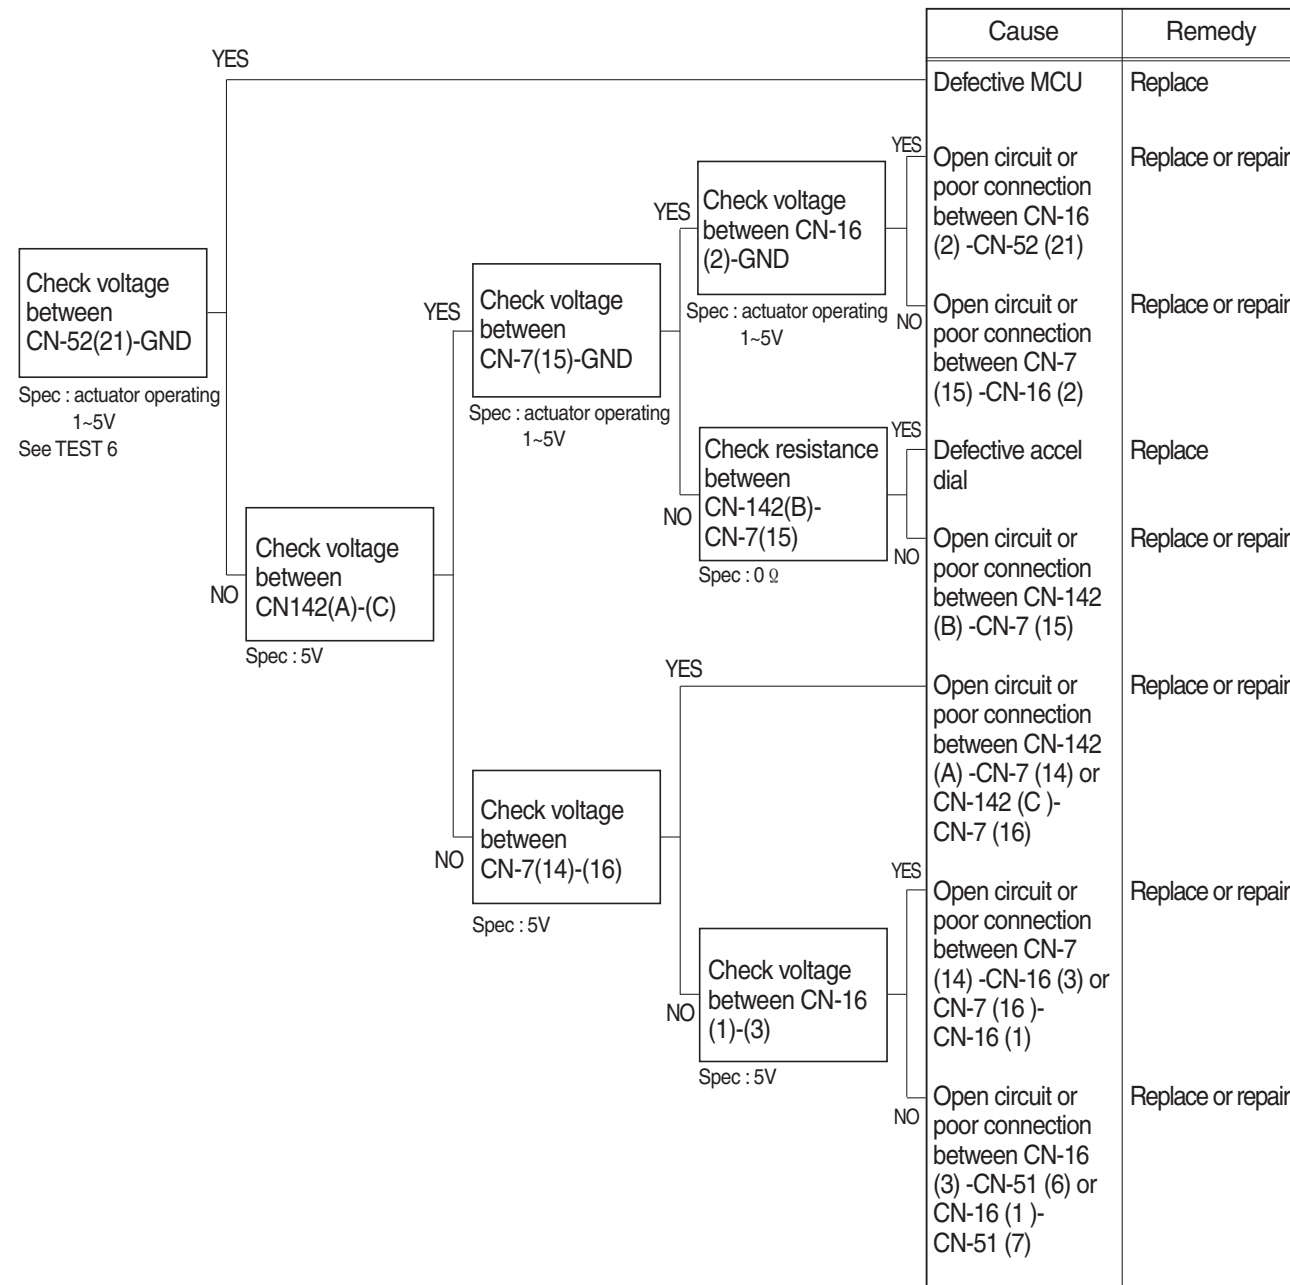 Cause
Remedy
YES
Defective MCU
Replace
YES
Open circuit or
poor connection
between CN-16
(2) -CN-52 (21)
Replace or repair
YES
Check voltage
between CN-16
(2)-GND
Spec : actuator operating
1~5V
NO
Open circuit or
poor connection
between CN-7
(15) -CN-16 (2)
Replace or repair
Check voltage
between
CN-52(21)-GND
Spec : actuator operating
1~5V
See TEST 6
YES
Check voltage
between
CN-7(15)-GND
Spec : actuator operating
1~5V
YES
Defective accel
dial
Replace
NO
Check resistance
between
CN-142(B)-
CN-7(15)
Spec : 0 Ω
NO
Open circuit or
poor connection
between CN-142
(B) -CN-7 (15)
Replace or repair
NO
Check voltage
between
CN142(A)-(C)
Spec : 5V
YES
Open circuit or
poor connection
between CN-142
(A) -CN-7 (14) or
CN-142 (C )-
CN-7 (16)
Replace or repair
NO
Check voltage
between
CN-7(14)-(16)
Spec : 5V
YES
Open circuit or
poor connection
between CN-7
(14) -CN-16 (3) or
CN-7 (16 )-
CN-16 (1)
Replace or repair
NO
Check voltage
between CN-16
(1)-(3)
Spec : 5V
NO
Open circuit or
poor connection
between CN-16
(3) -CN-51 (6) or
CN-16 (1 )-
CN-51 (7)
Replace or repair